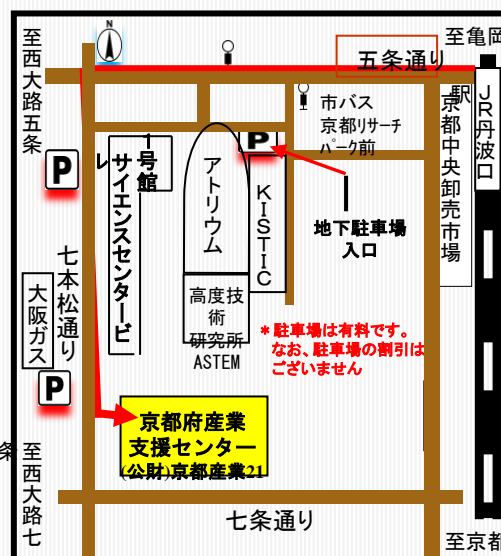 N
至亀岡
五条通り
至西大路五条
P
市バス
京都リサーチ
パーク前
JR丹波口
駅
京都中央卸売市場
1号館
サイエンスセンタービ
ル
アトリウム
P
KISTIC
地下駐車場
入口
七本松通り
大阪ガス
P
高度技
術
研究所
ASTEM
*駐車場は有料です。
なお、駐車場の割引は
ございません
京都府産業
支援センター
(公財)京都産業21
至西大路七
条
七条通り
至京都